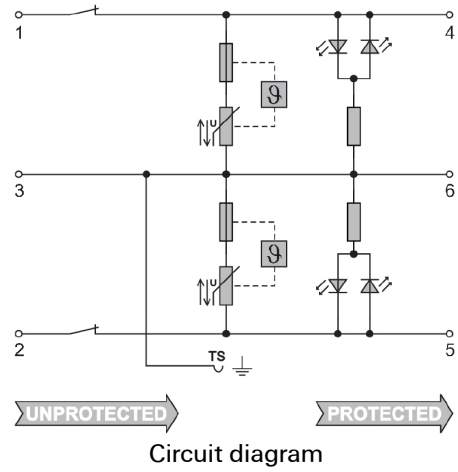 1 4
U
ϑ
3 6
ϑ
U
2 5
TS
UNPROTECTED PROTECTED
Circuit diagram